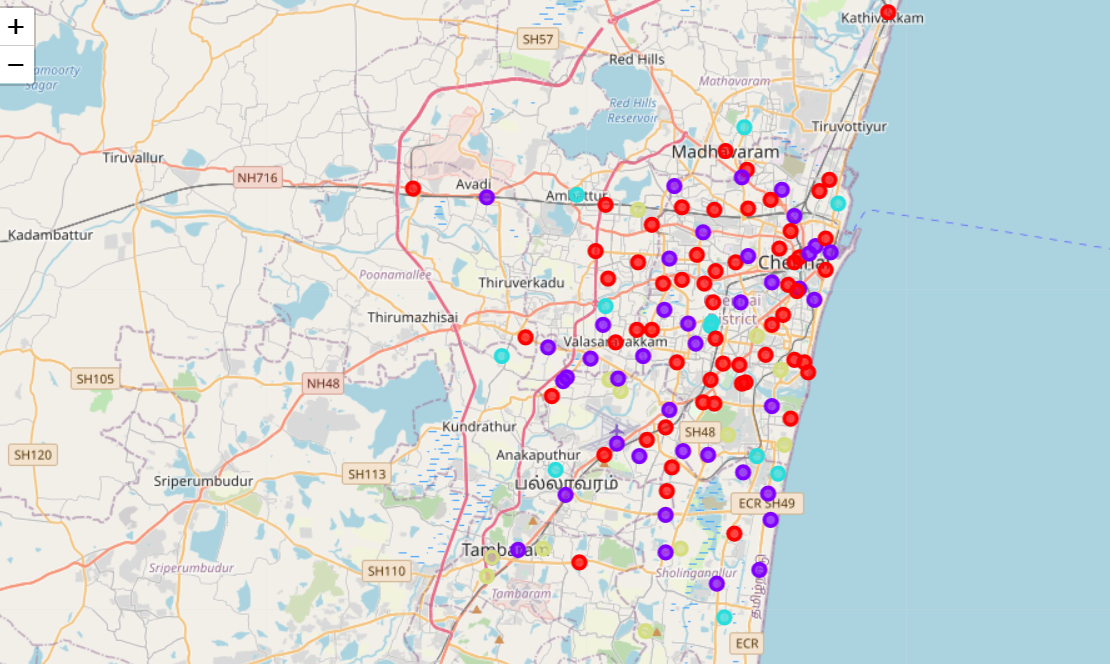 +
−
SH57
Kathivakkam
Red Hills
Mathavaram
Red Hills
Reservoir
Tiruvottiyur
Madhavaram
Tiruvallur
NH716
Avadi
Ambattur
Kadambattur
Poonamallee
Chennai
Thiruverkadu
Chennai
District
Thirumazhisai
Valasaravakkam
SH105
NH48
Kundrathur
SH48
SH120
Anakaputhur
SH113
பல்லாவரம்
Sriperumbudur
ECR SH49
Tambaram
SH110
Sriperumbudur
Sholinganallur
Tambaram
ECR